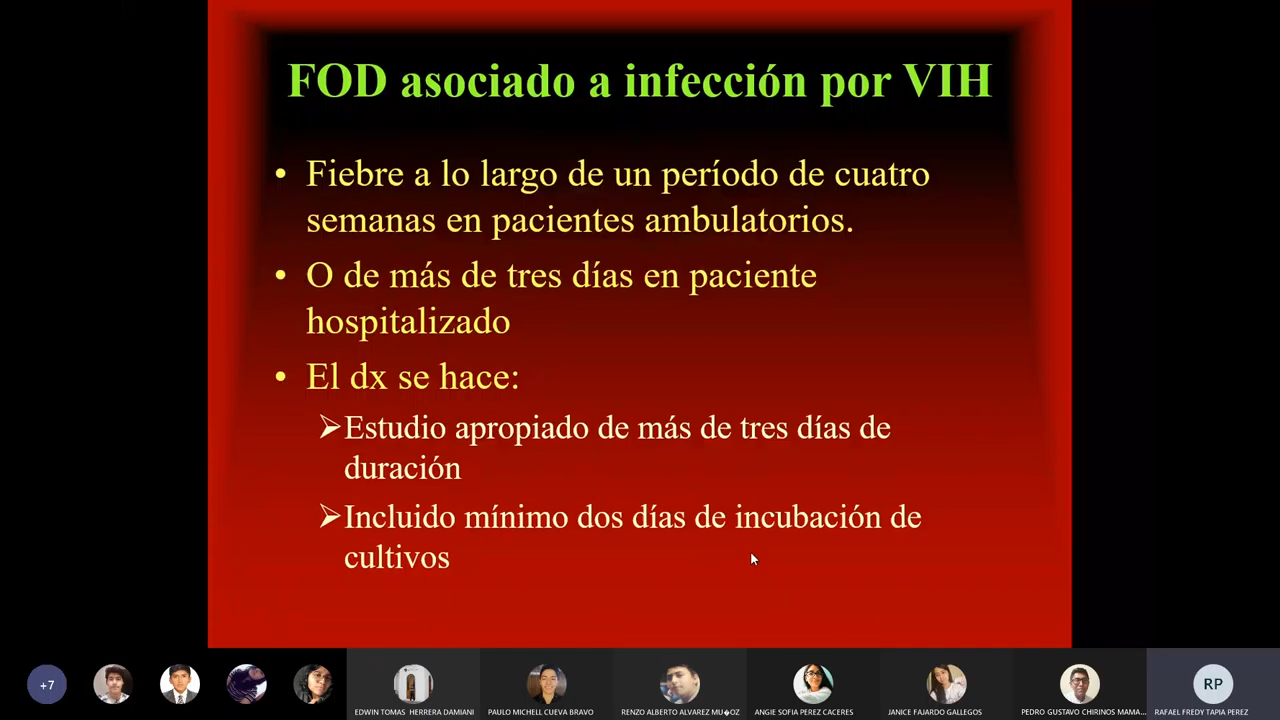 FOD asociado a infección por VIH
• Fiebre a lo largo de un período de cuatro
semanas en pacientes ambulatorios.
• O de más de tres días en paciente
hospitalizado
• El dx se hace:
➢Estudio apropiado de más de tres días de
duración
➢Incluido mínimo dos días de incubación de
cultivos
+7
EDWIN TOMAS HERRERA DAMIANI
PAULO MICHELL CUEVA BRAVO
RENZO ALBERTO ALVAREZ MU�OZ
ANGIE SOFIA PEREZ CACERES
JANICE FAJARDO GALLEGOS
PEDRO GUSTAVO CHIRINOS MAMA...
RP
RAFAEL FREDY TAPIA PEREZ